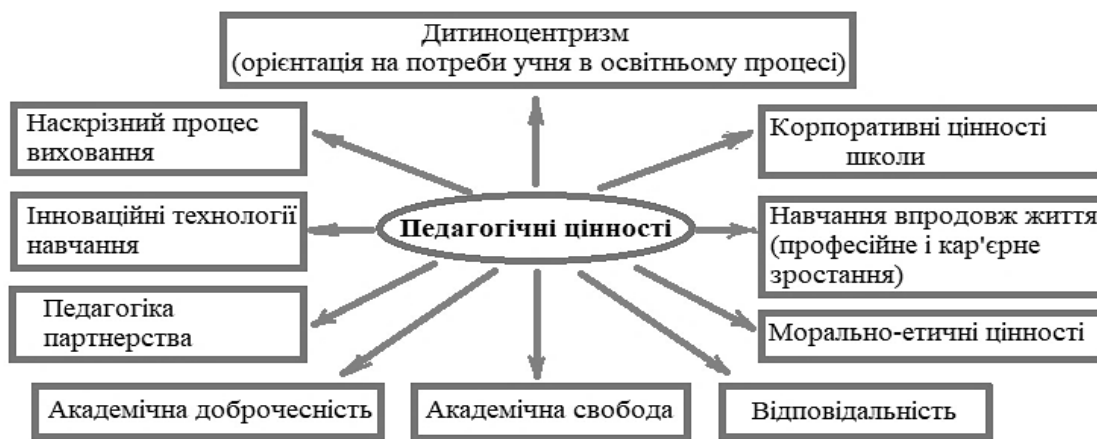 Дитиноцентризм
(орієнтація на потреби учня в освітньому процесі)
Наскрізний процес
виховання
Корпоративні цінності
школи
Інноваційні технології
навчання
Педагогічні цінності
Навчання впродовж життя
(професійне і кар'єрне
зростання)
Педагогіка
партнерства
Морально-етичні цінності
Академічна доброчесність
Академічна свобода
Відповідальність